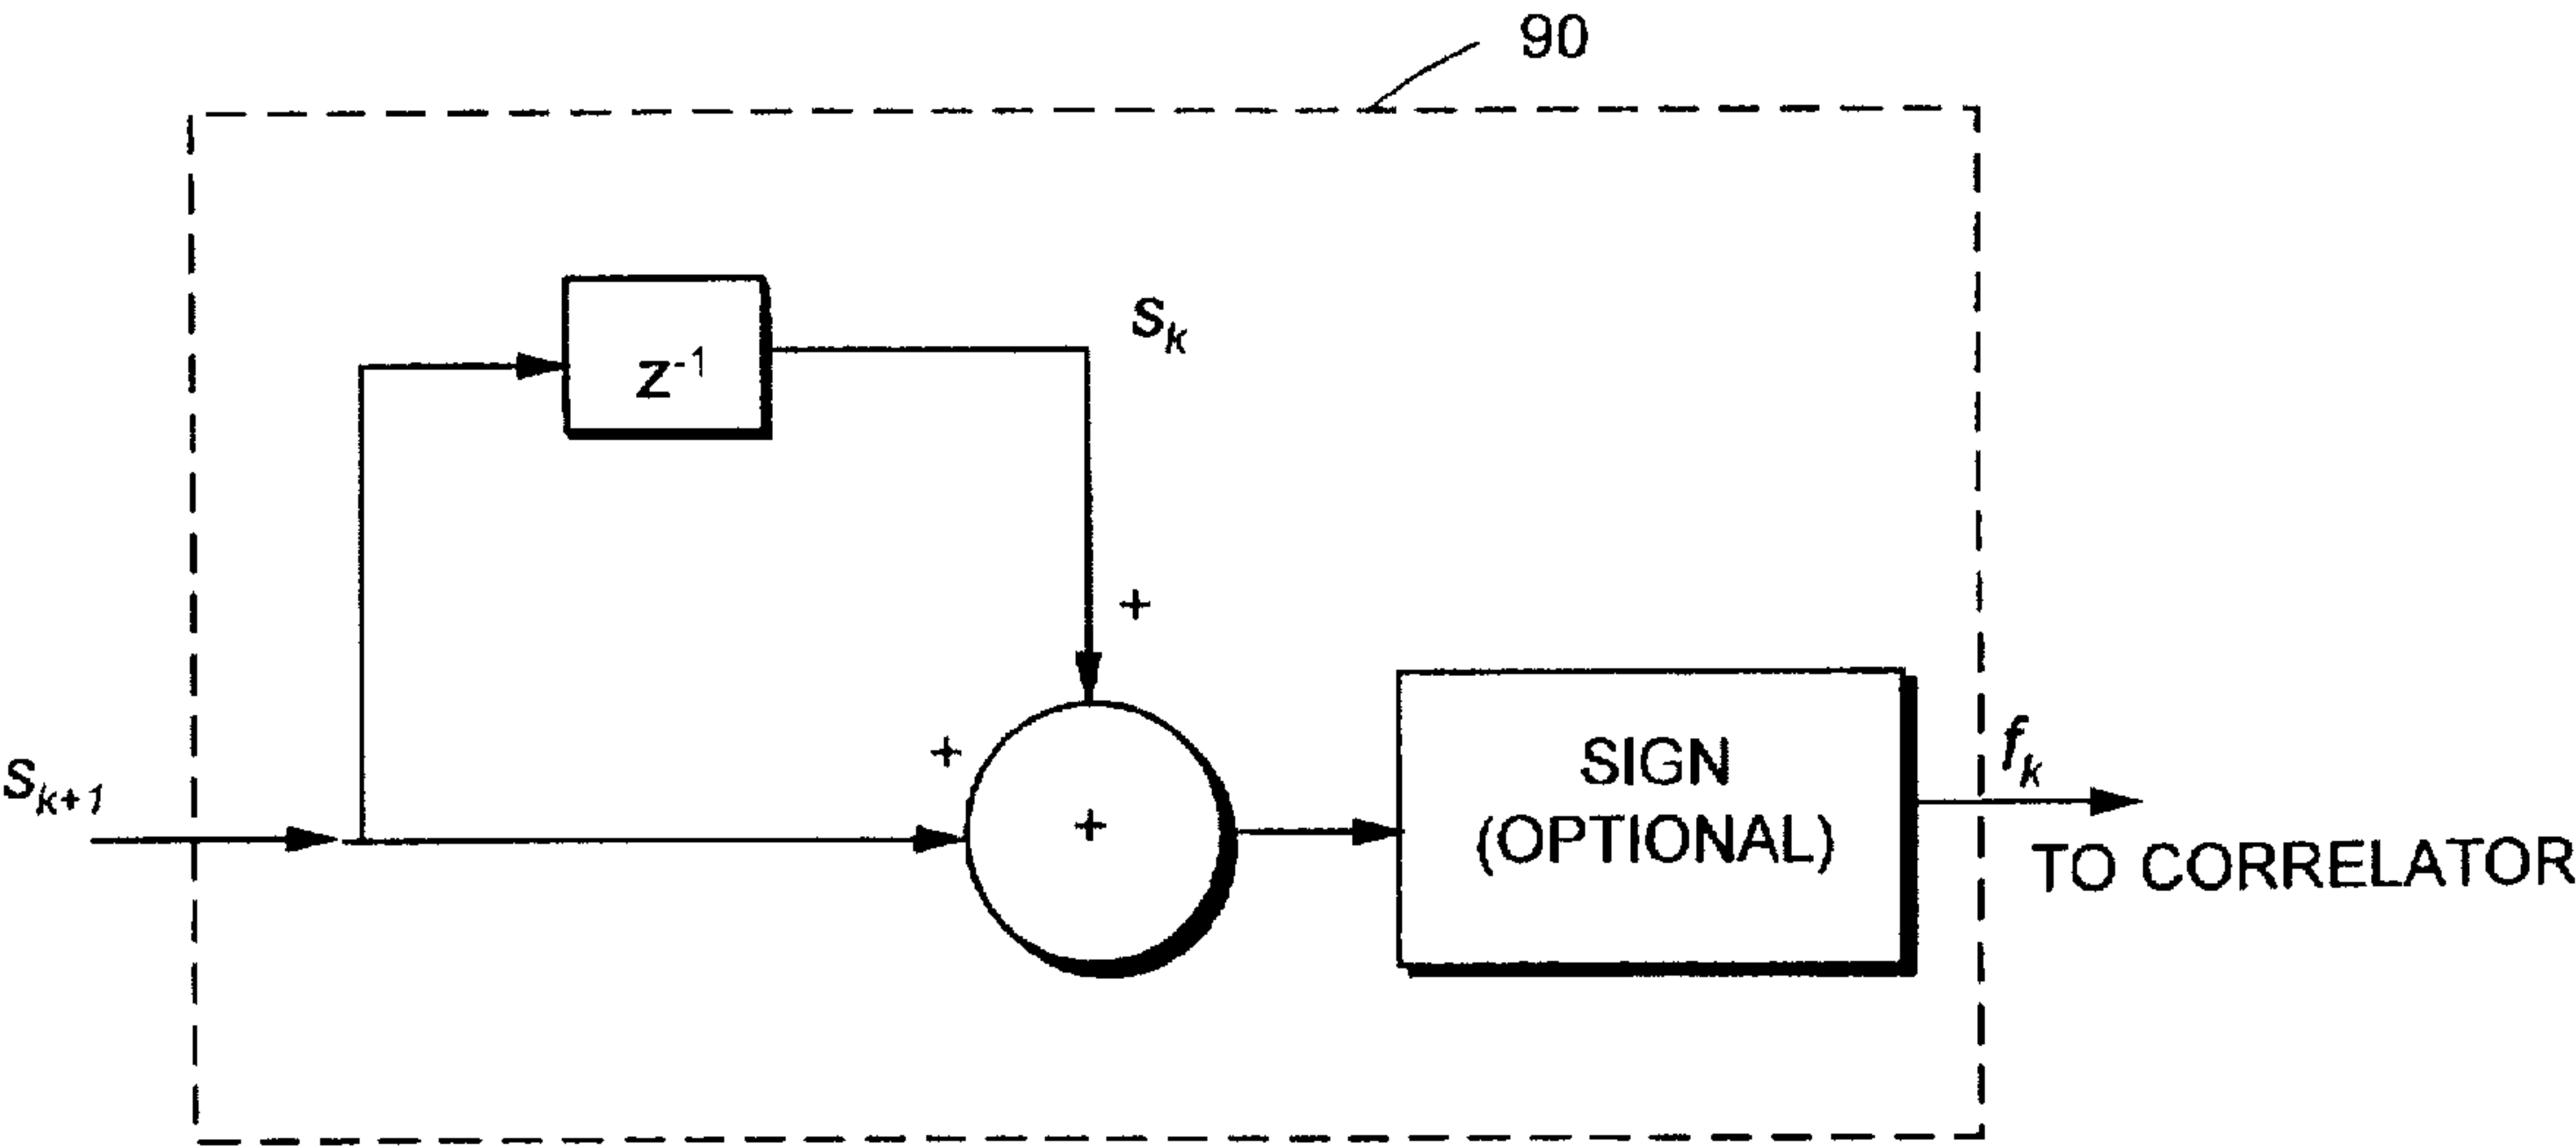 90
z⁻¹
sₖ
+
+
sₖ₊₁
+
SIGN
(OPTIONAL)
fₖ
TO CORRELATOR